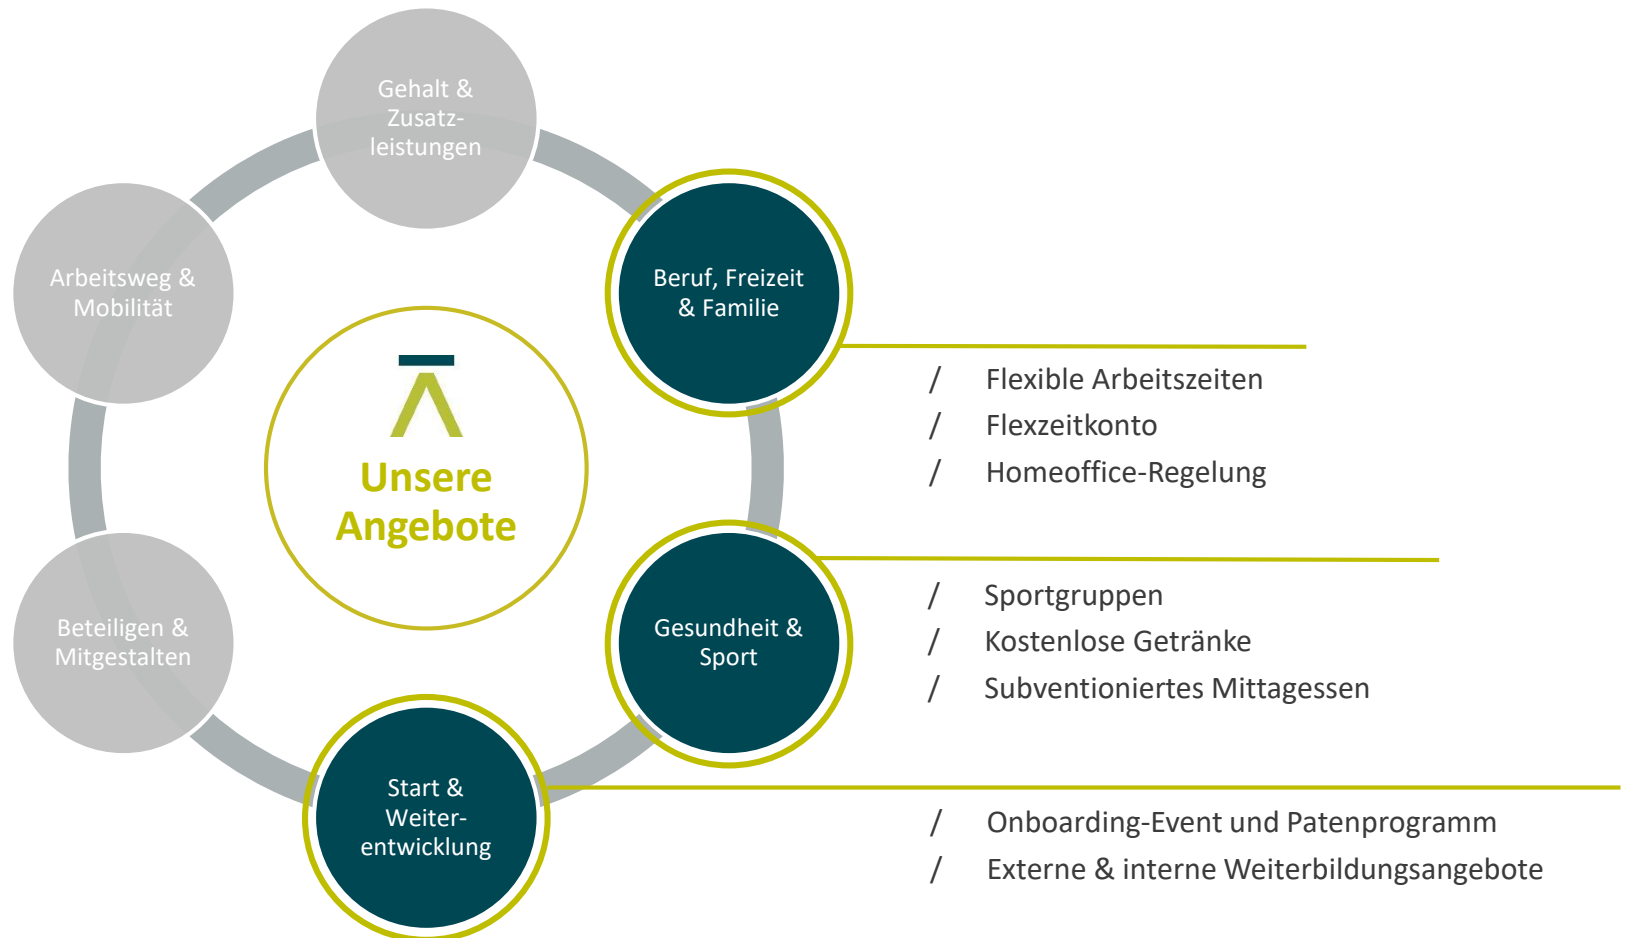 Gehalt &
Zusatz-
leistungen
Beruf, Freizeit
& Familie
Arbeitsweg &
Mobilität
Unsere
Angebote
/ Flexible Arbeitszeiten
/ Flexzeitkonto
/ Homeoffice-Regelung
Gesundheit &
Sport
/ Sportgruppen
/ Kostenlose Getränke
/ Subventioniertes Mittagessen
Beteiligen &
Mitgestalten
Start &
Weiter-
entwicklung
/ Onboarding-Event und Patenprogramm
/ Externe & interne Weiterbildungsangebote